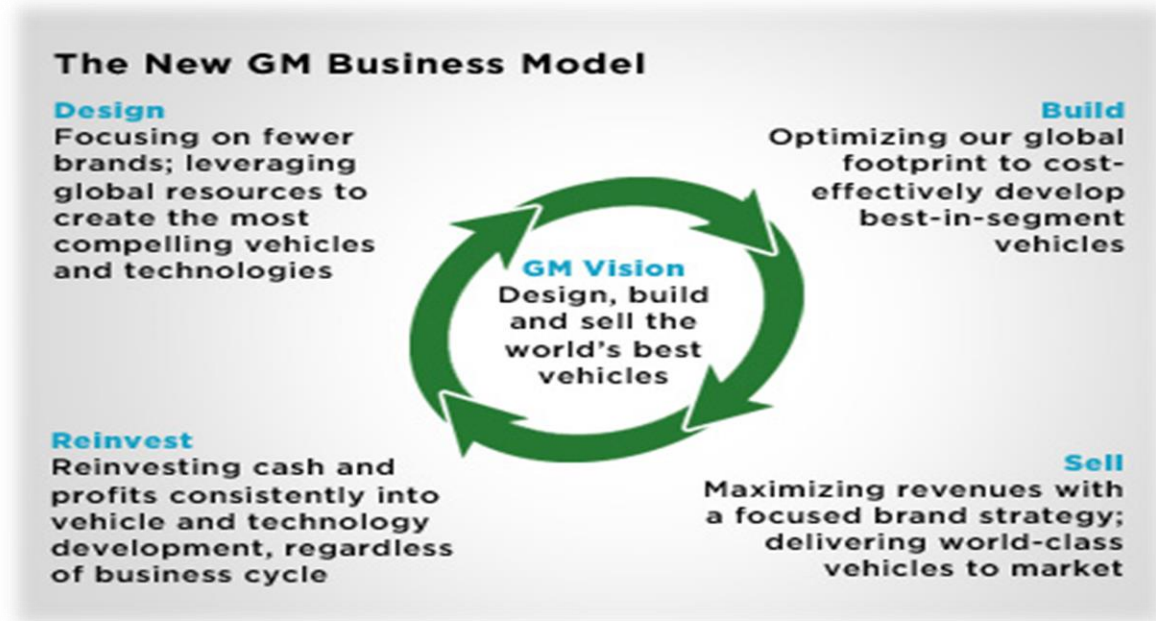 The New GM Business Model
Design
Focusing on fewer
brands; leveraging
global resources to
create the most
compelling vehicles
and technologies
Build
Optimizing our global
footprint to cost-
effectively develop
best-in-segment
vehicles
GM Vision
Design, build
and sell the
world's best
vehicles
Reinvest
Reinvesting cash and
profits consistently into
vehicle and technology
development, regardless
of business cycle
Sell
Maximizing revenues with
a focused brand strategy;
delivering world-class
vehicles to market